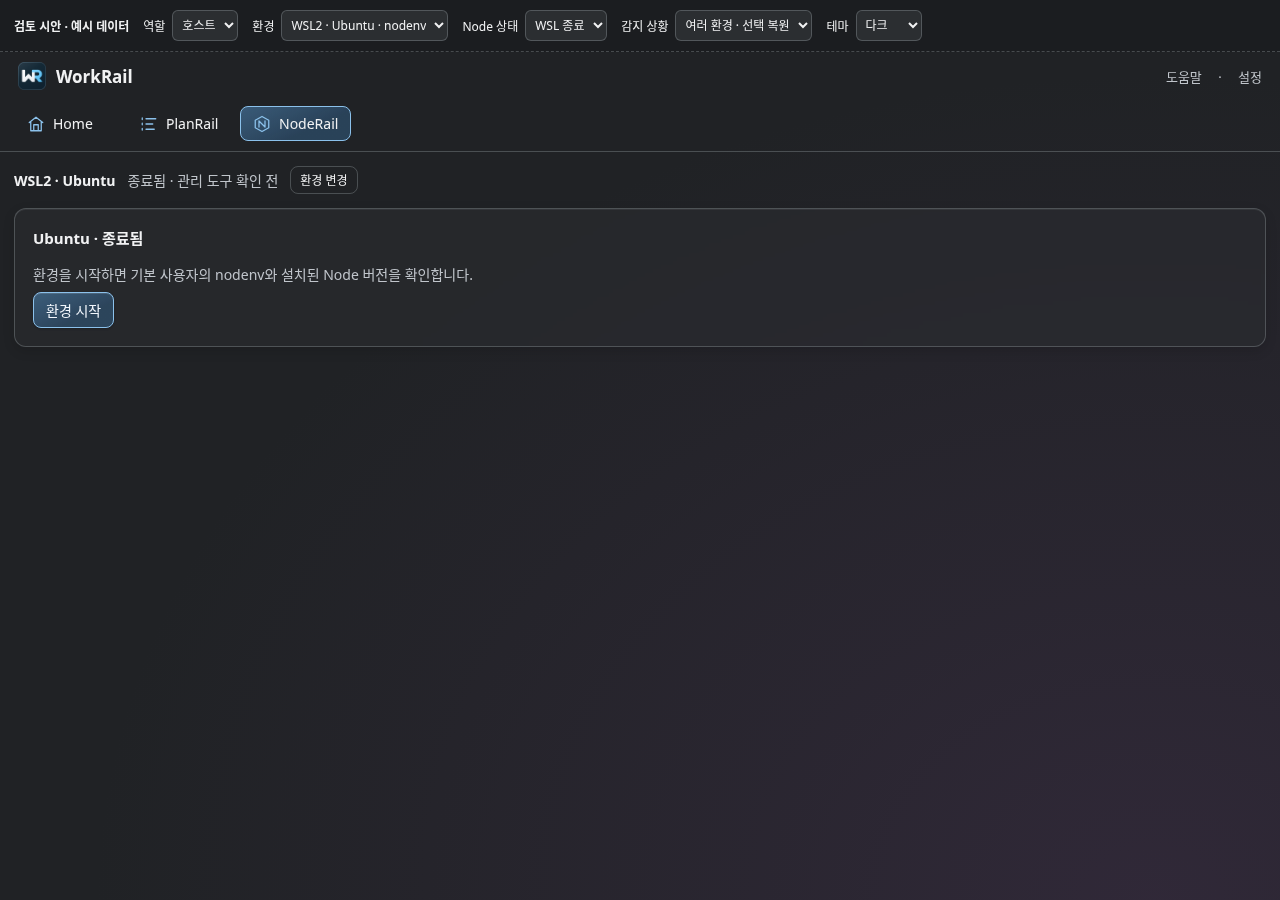 검토 시안 · 예시 데이터 역할 호스트 환경 WSL2 · Ubuntu · nodenv Node 상태 WSL 종료 감지 상황 여러 환경 · 선택 복원 테마 다크
WR WorkRail 도움말 · 설정
Home PlanRail NodeRail
WSL2 · Ubuntu 종료됨 · 관리 도구 확인 전 환경 변경
Ubuntu · 종료됨
환경을 시작하면 기본 사용자의 nodenv와 설치된 Node 버전을 확인합니다.
환경 시작